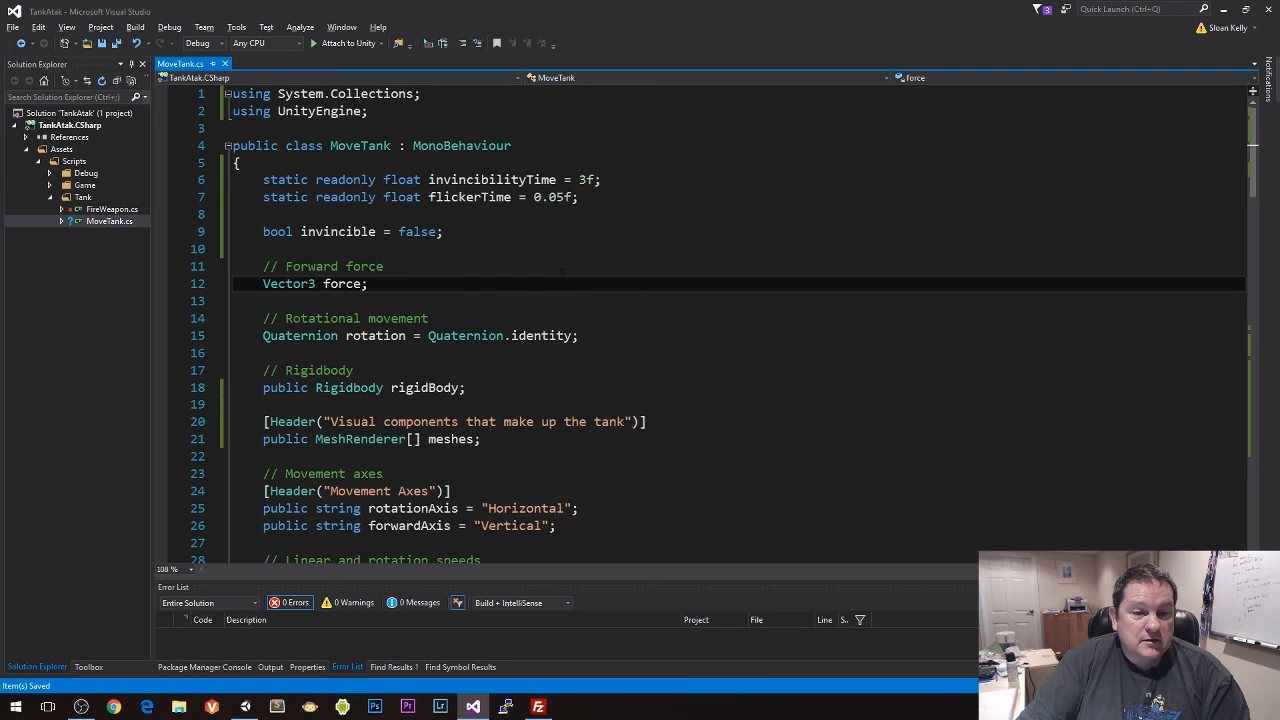 TankAtak - Microsoft Visual Studio
3
Quick Launch (Ctrl+Q)
File Edit View Project Build Debug Team Tools Test Analyze Window Help
Sloan Kelly
Debug Any CPU Attach to Unity
Solution Explorer
MoveTank.cs
Notifications
TankAtak.CSharp MoveTank force
Search Solution Explorer (Ctrl+;)
Solution 'TankAtak' (1 project)
TankAtak.CSharp
References
Assets
Scripts
Debug
Game
Tank
FireWeapon.cs
MoveTank.cs
1 using System.Collections;
2 using UnityEngine;
3
4 public class MoveTank : MonoBehaviour
5 {
6 static readonly float invincibilityTime = 3f;
7 static readonly float flickerTime = 0.05f;
8
9 bool invincible = false;
10
11 // Forward force
12 Vector3 force;
13
14 // Rotational movement
15 Quaternion rotation = Quaternion.identity;
16
17 // Rigidbody
18 public Rigidbody rigidBody;
19
20 [Header("Visual components that make up the tank")]
21 public MeshRenderer[] meshes;
22
23 // Movement axes
24 [Header("Movement Axes")]
25 public string rotationAxis = "Horizontal";
26 public string forwardAxis = "Vertical";
27
28 // Linear and rotation speeds
108 %
Error List
Entire Solution 0 Errors 0 Warnings 0 Messages Build + IntelliSense
Code Description Project File Line S..
Solution Explorer Toolbox
Package Manager Console Output Properties Error List Find Results 1 Find Symbol Results
Item(s) Saved
Ps Pr Lr Fz